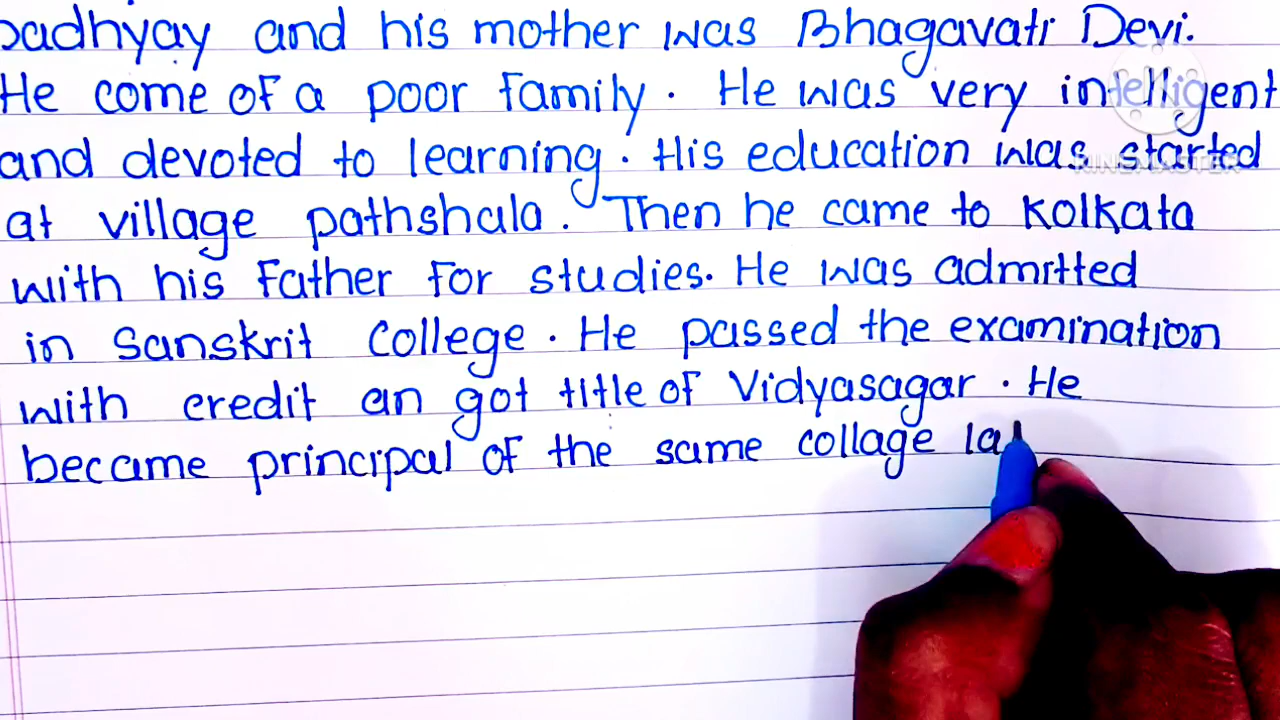 padhyay and his mother was Bhagavati Devi.
He come of a poor family. He was very intelligent
and devoted to learning. His education was started
at village pathshala. Then he came to Kolkata
with his Father for studies. He was admitted
in Sanskrit College. He passed the examination
with credit an got title of Vidyasagar. He
became principal of the same collage la
KINEMASTER